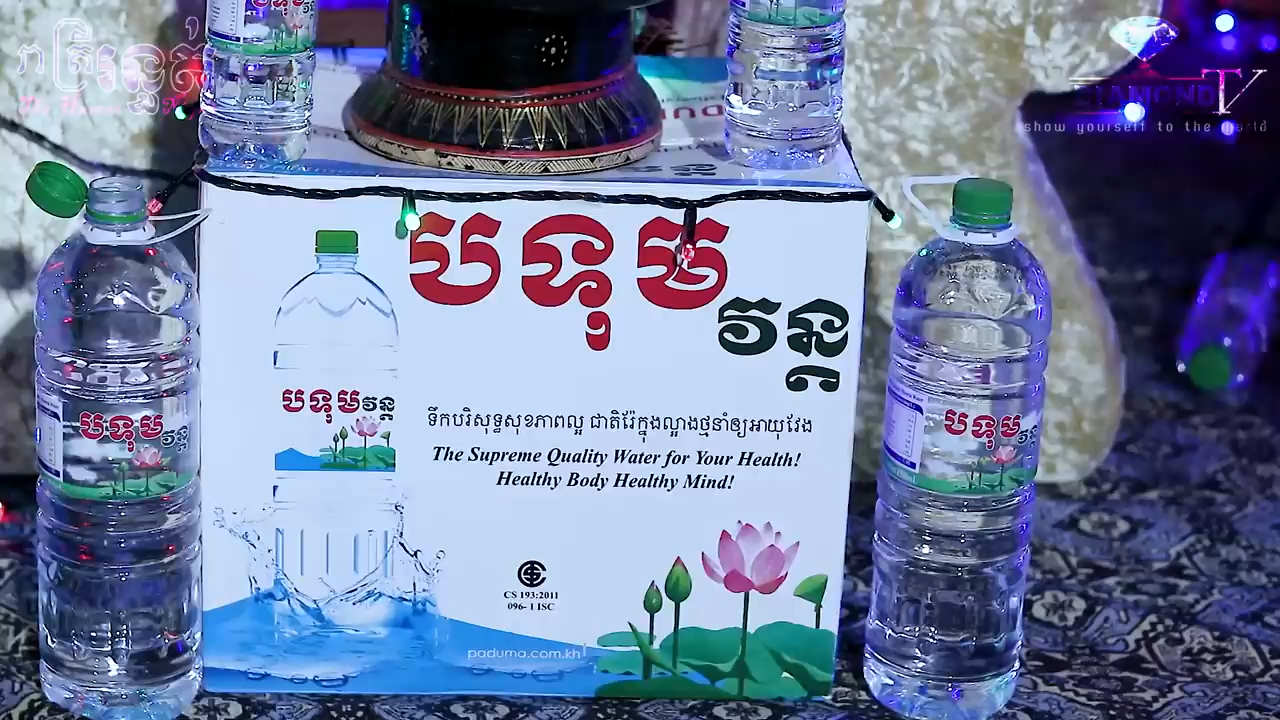 DIAMOND TV
show yourself to the world
បទុម
វន្ត
បទុមវន្ត
ទឹកបរិសុទ្ធសុខភាពល្អ ជាតិរ៉ែក្នុងល្អាងថ្មនាំឲ្យអាយុវែង
The Supreme Quality Water for Your Health!
Healthy Body Healthy Mind!
បទុមវន្ត
បទុមវន្ត
CS 193:2011
096- 1 ISC
paduma.com.kh